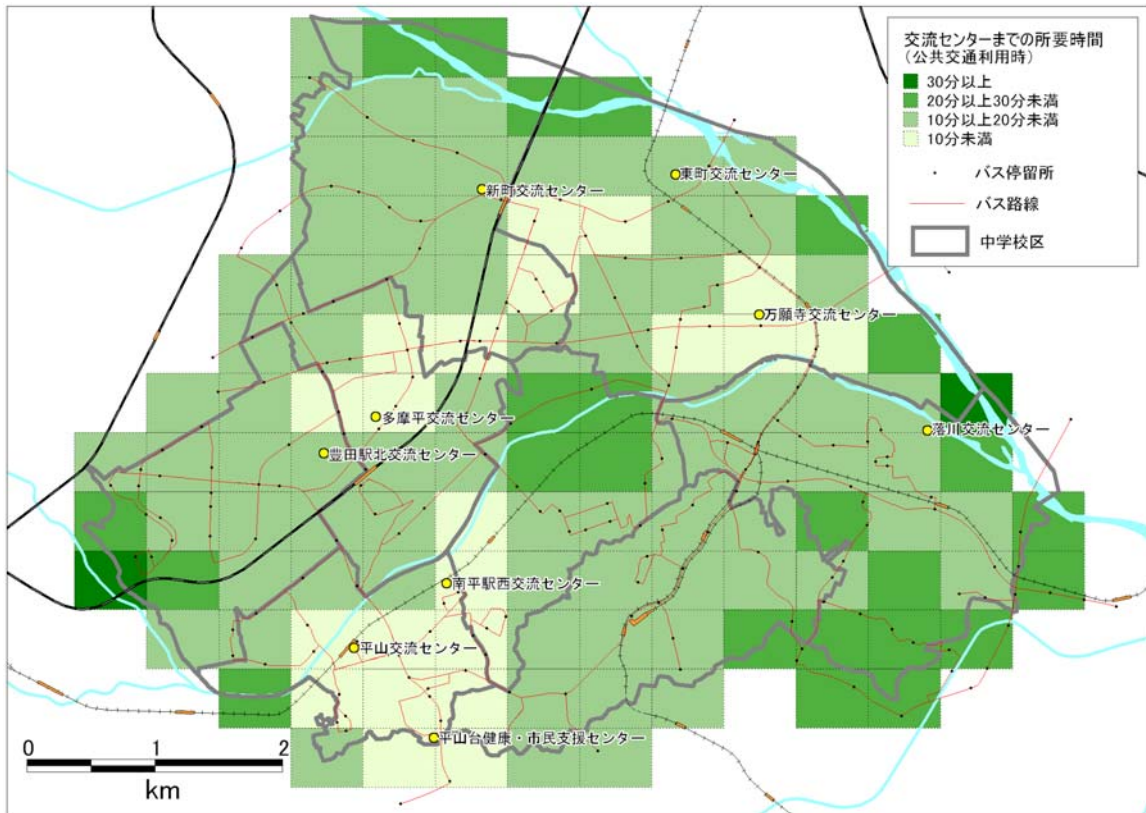 交流センターまでの所要時間
(公共交通利用時)
30分以上
20分以上30分未満
10分以上20分未満
10分未満
バス停留所
バス路線
中学校区
東町交流センター
新町交流センター
万願寺交流センター
多摩平交流センター
落川交流センター
豊田駅北交流センター
南平駅西交流センター
平山交流センター
平山台健康・市民支援センター
0 1 2
km